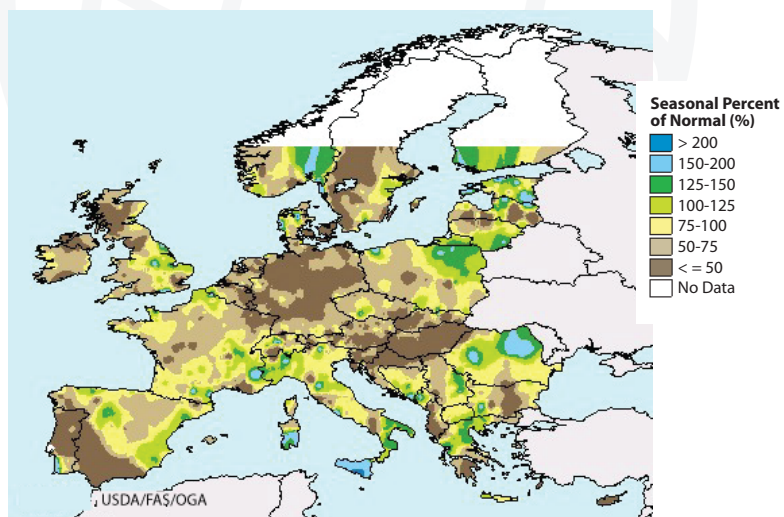 Seasonal Percent
of Normal (%)
> 200
150-200
125-150
100-125
75-100
50-75
< = 50
No Data
USDA/FAS/OGA